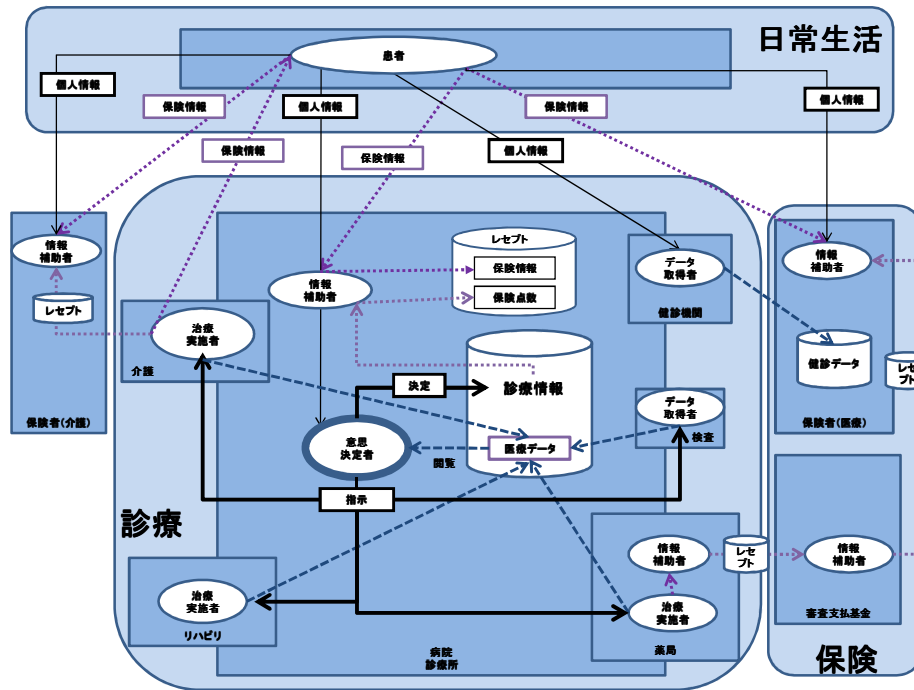 日常生活
患者
個人情報
保険情報
個人情報
保険情報
個人情報
保険情報
保険情報
個人情報
情報
補助者
レセプト
保険者(介護)
治療
実施者
介護
情報
補助者
レセプト
保険情報
保険点数
データ
取得者
健診機関
情報
補助者
健診データ
レセ
プト
保険者(医療)
決定
診療情報
医療データ
意思
決定者
閲覧
データ
取得者
検査
指示
診療
治療
実施者
リハビリ
病院
診療所
情報
補助者
治療
実施者
薬局
レセ
プト
情報
補助者
審査支払基金
保険